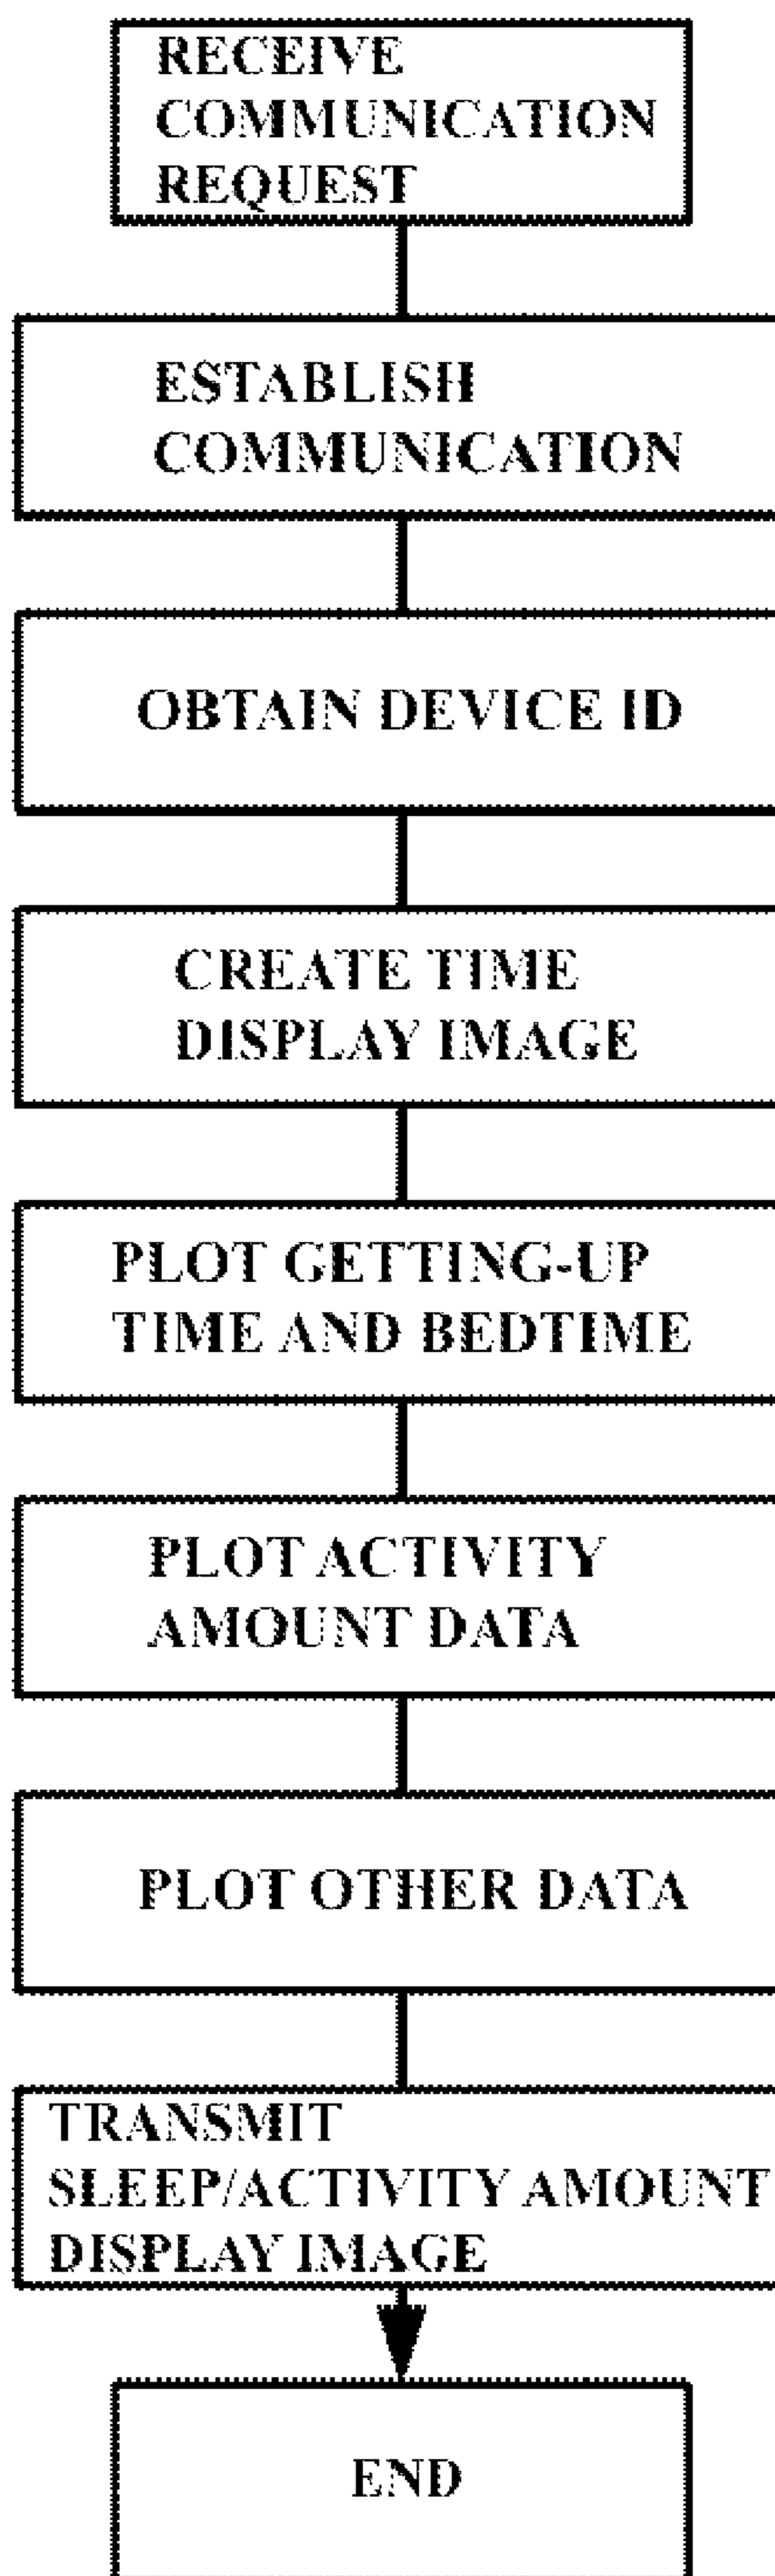 RECEIVE
COMMUNICATION
REQUEST
ESTABLISH
COMMUNICATION
OBTAIN DEVICE ID
CREATE TIME
DISPLAY IMAGE
PLOT GETTING-UP
TIME AND BEDTIME
PLOT ACTIVITY
AMOUNT DATA
PLOT OTHER DATA
TRANSMIT
SLEEP/ACTIVITY AMOUNT
DISPLAY IMAGE
END